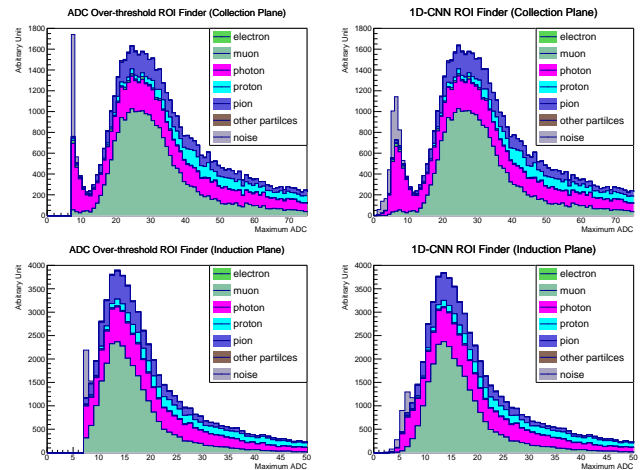 ADC Over-threshold ROI Finder (Collection Plane)
Arbitrary Unit
1800
1600
1400
1200
1000
800
600
400
200
0
0 10 20 30 40 50 60 70
Maximum ADC
electron
muon
photon
proton
pion
other partilces
noise
1D-CNN ROI Finder (Collection Plane)
Arbitrary Unit
1800
1600
1400
1200
1000
800
600
400
200
0
0 10 20 30 40 50 60 70
Maximum ADC
electron
muon
photon
proton
pion
other partilces
noise
ADC Over-threshold ROI Finder (Induction Plane)
Arbitrary Unit
4000
3500
3000
2500
2000
1500
1000
500
0
0 5 10 15 20 25 30 35 40 45 50
Maximum ADC
electron
muon
photon
proton
pion
other partilces
noise
1D-CNN ROI Finder (Induction Plane)
Arbitrary Unit
4000
3500
3000
2500
2000
1500
1000
500
0
0 5 10 15 20 25 30 35 40 45 50
Maximum ADC
electron
muon
photon
proton
pion
other partilces
noise